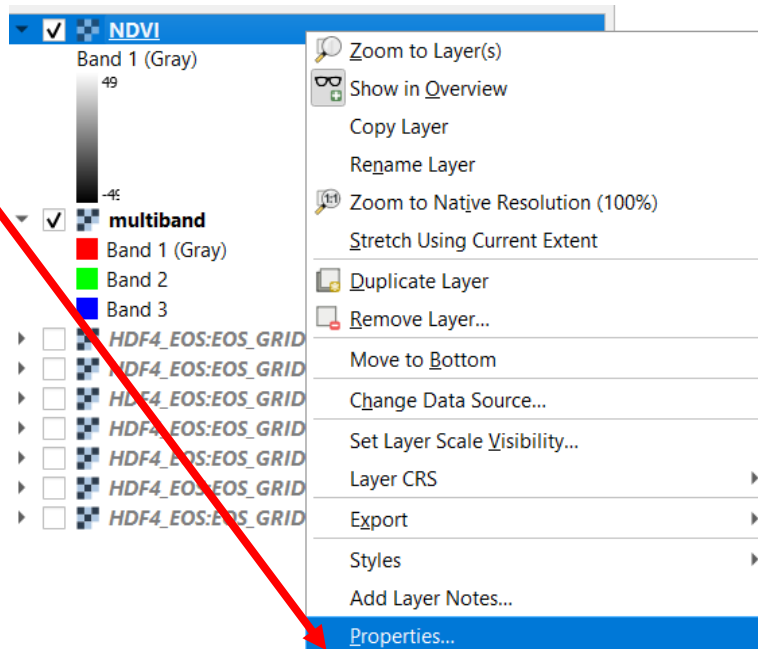 NDVI
Band 1 (Gray)
49
-49
multiband
Band 1 (Gray)
Band 2
Band 3
HDF4_EOS:EOS_GRID
HDF4_EOS:EOS_GRID
HDF4_EOS:EOS_GRID
HDF4_EOS:EOS_GRID
HDF4_EOS:EOS_GRID
HDF4_EOS:EOS_GRID
HDF4_EOS:EOS_GRID
Zoom to Layer(s)
Show in Overview
Copy Layer
Rename Layer
1:1
Zoom to Native Resolution (100%)
Stretch Using Current Extent
Duplicate Layer
Remove Layer...
Move to Bottom
Change Data Source...
Set Layer Scale Visibility...
Layer CRS
Export
Styles
Add Layer Notes...
Properties...